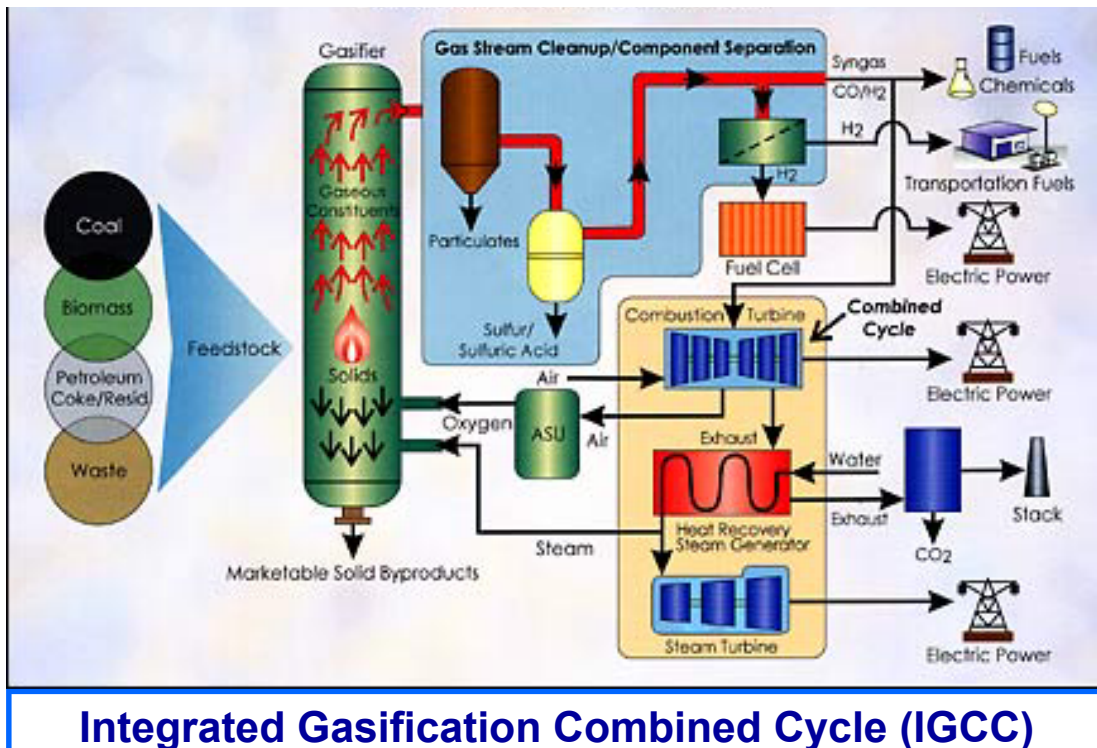 Gasifier
Gas Stream Cleanup/Component Separation
Syngas
CO/H2
Fuels
Chemicals
H2
Transportation Fuels
H2
Gaseous
Constituents
Particulates
Fuel Cell
Electric Power
Coal
Biomass
Petroleum
Coke/Resid.
Waste
Feedstock
Solids
Sulfur/
Sulfuric Acid
Combustion Turbine
Combined
Cycle
Air
Electric Power
Oxygen
ASU
Air
Exhaust
Water
Exhaust
Stack
Heat Recovery
Steam Generator
CO2
Steam
Marketable Solid Byproducts
Steam Turbine
Electric Power
Integrated Gasification Combined Cycle (IGCC)